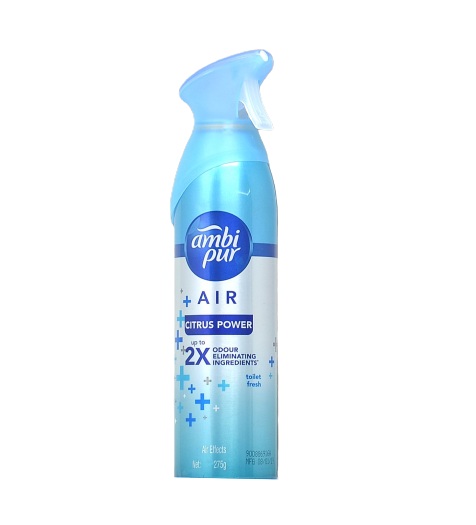 ambi
pur
AIR
CITRUS POWER
up to
2X ODOUR
ELIMINATING
INGREDIENTS*
toilet
fresh
Air Effects
Net: 275g